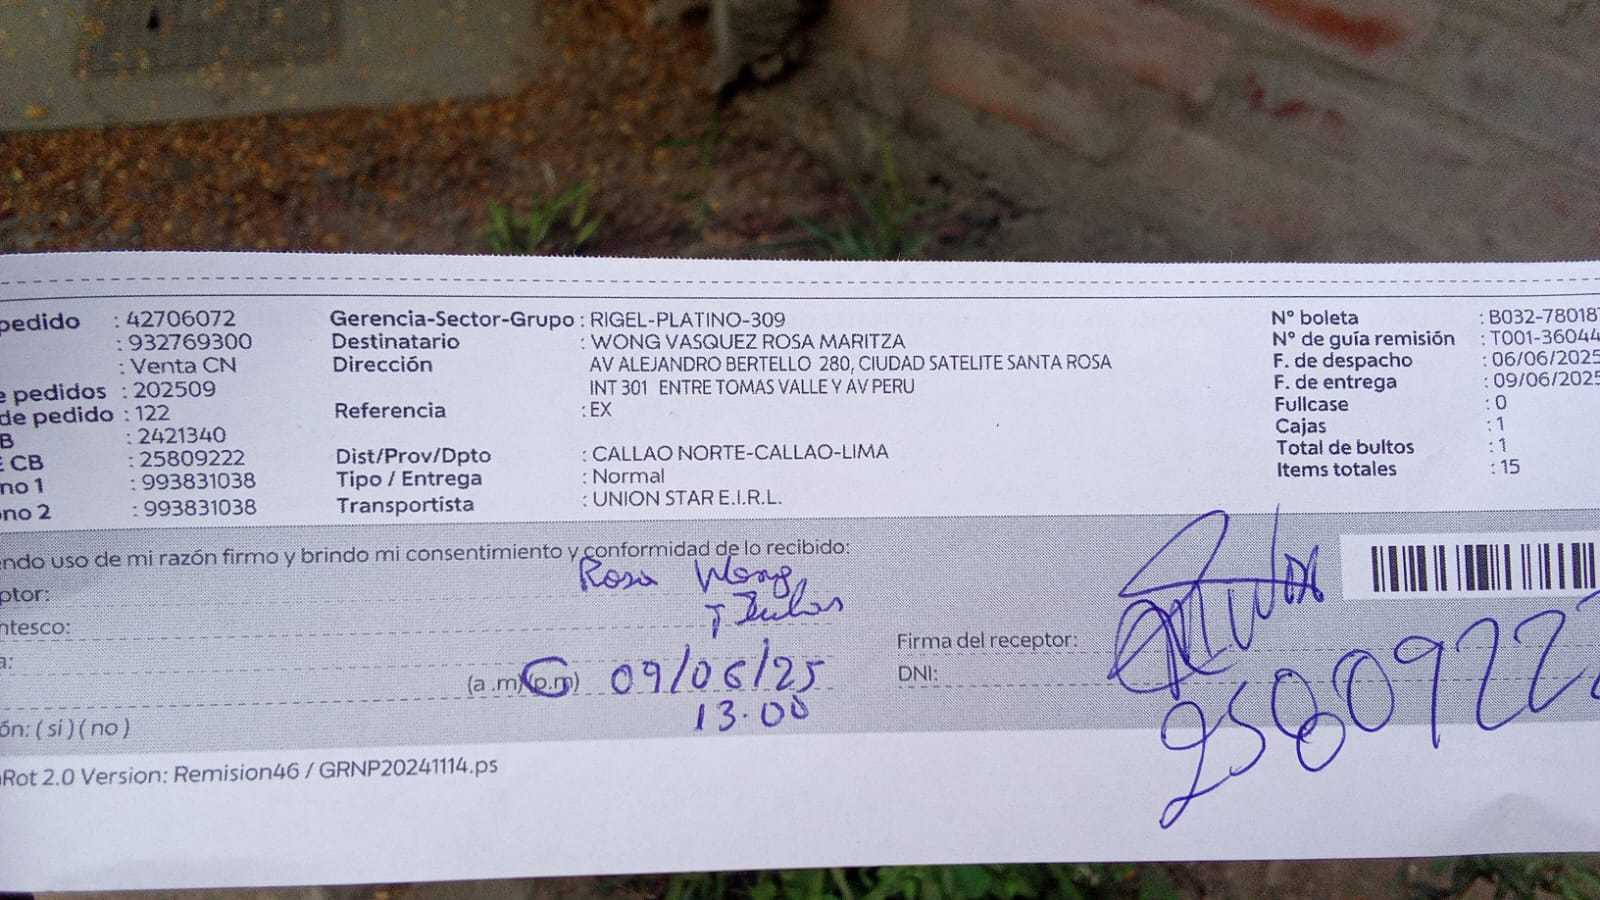 pedido : 42706072
: 932769300
: Venta CN
e pedidos : 202509
de pedido : 122
B : 2421340
E CB : 25809222
no 1 : 993831038
ono 2 : 993831038
Gerencia-Sector-Grupo : RIGEL-PLATINO-309
Destinatario : WONG VASQUEZ ROSA MARITZA
Dirección AV ALEJANDRO BERTELLO 280, CIUDAD SATELITE SANTA ROSA
INT 301 ENTRE TOMAS VALLE Y AV PERU
Referencia : EX
Dist/Prov/Dpto : CALLAO NORTE-CALLAO-LIMA
Tipo / Entrega : Normal
Transportista : UNION STAR E.I.R.L.
N° boleta : B032-78018
N° de guía remisión : T001-36044
F. de despacho : 06/06/2025
F. de entrega : 09/06/2025
Fullcase : 0
Cajas : 1
Total de bultos : 1
Items totales : 15
endo uso de mi razón firmo y brindo mi consentimiento y conformidad de lo recibido:
ptor: Rosa Wong
ntesco:
a: (a .m) (p.m) 09/06/25
13.00
ón: ( si ) ( no )
Firma del receptor:
DNI: 2580922
Rot 2.0 Version: Remision46 / GRNP20241114.ps